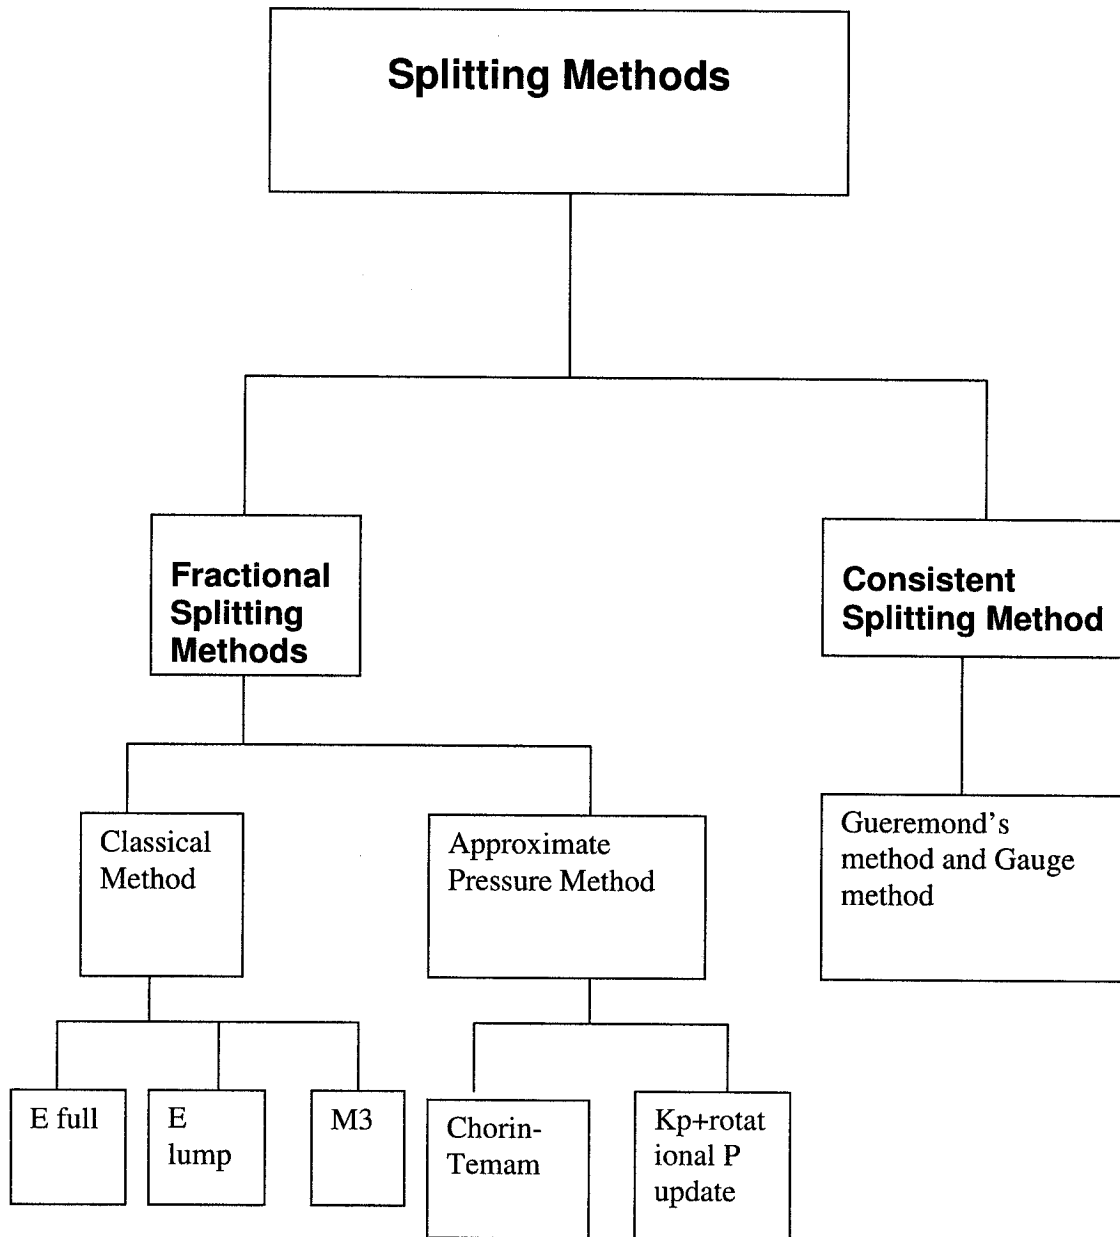 Splitting Methods
Fractional
Splitting
Methods
Consistent
Splitting Method
Classical
Method
Approximate
Pressure Method
Gueremond's
method and Gauge
method
E full
E
lump
M3
Chorin-
Temam
Kp+rotat
ional P
update